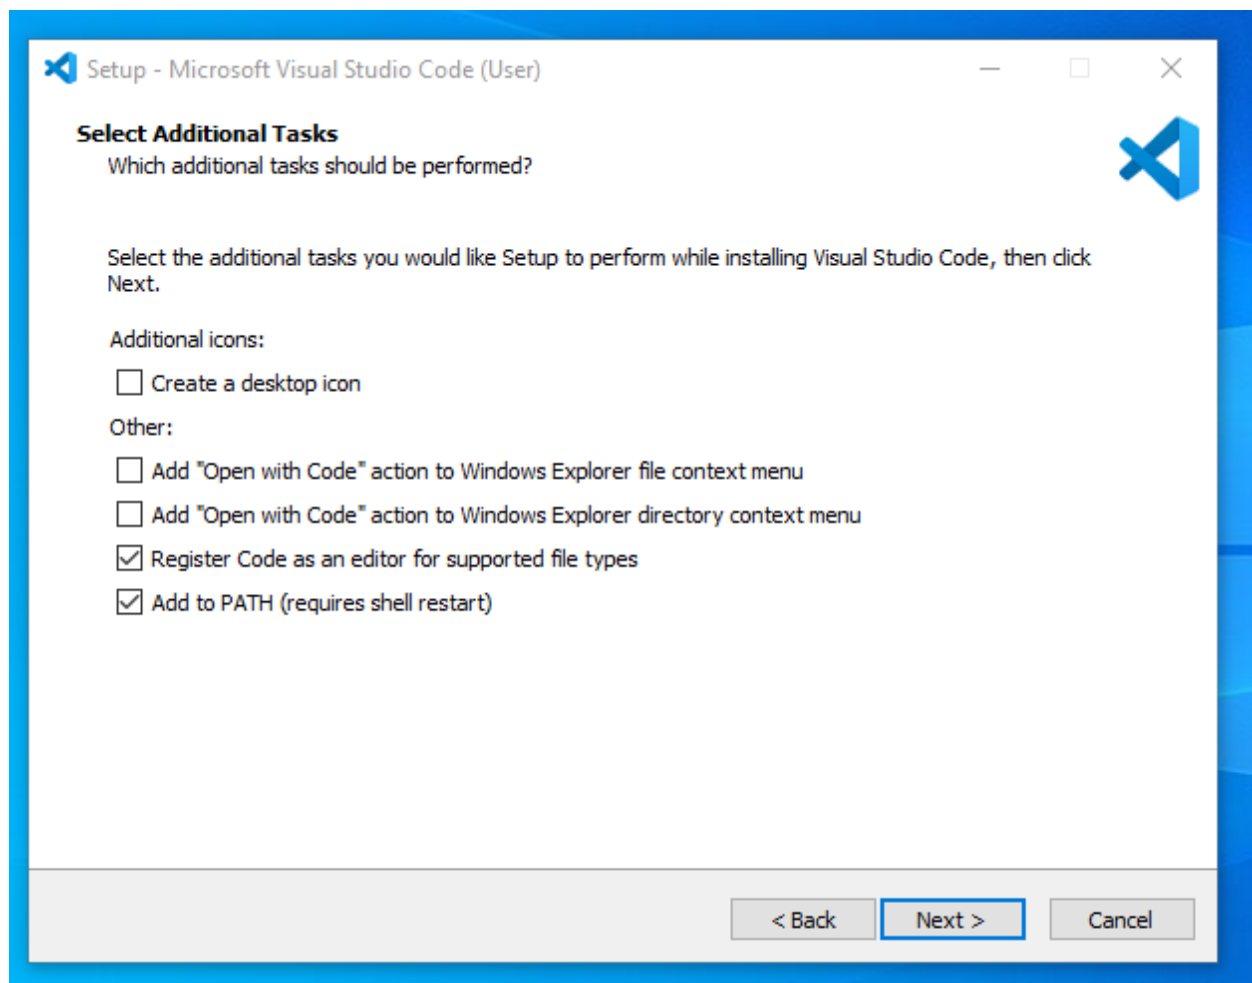 Setup - Microsoft Visual Studio Code (User)
Select Additional Tasks
Which additional tasks should be performed?
Select the additional tasks you would like Setup to perform while installing Visual Studio Code, then click
Next.
Additional icons:
Create a desktop icon
Other:
Add "Open with Code" action to Windows Explorer file context menu
Add "Open with Code" action to Windows Explorer directory context menu
Register Code as an editor for supported file types
Add to PATH (requires shell restart)
< Back Next > Cancel